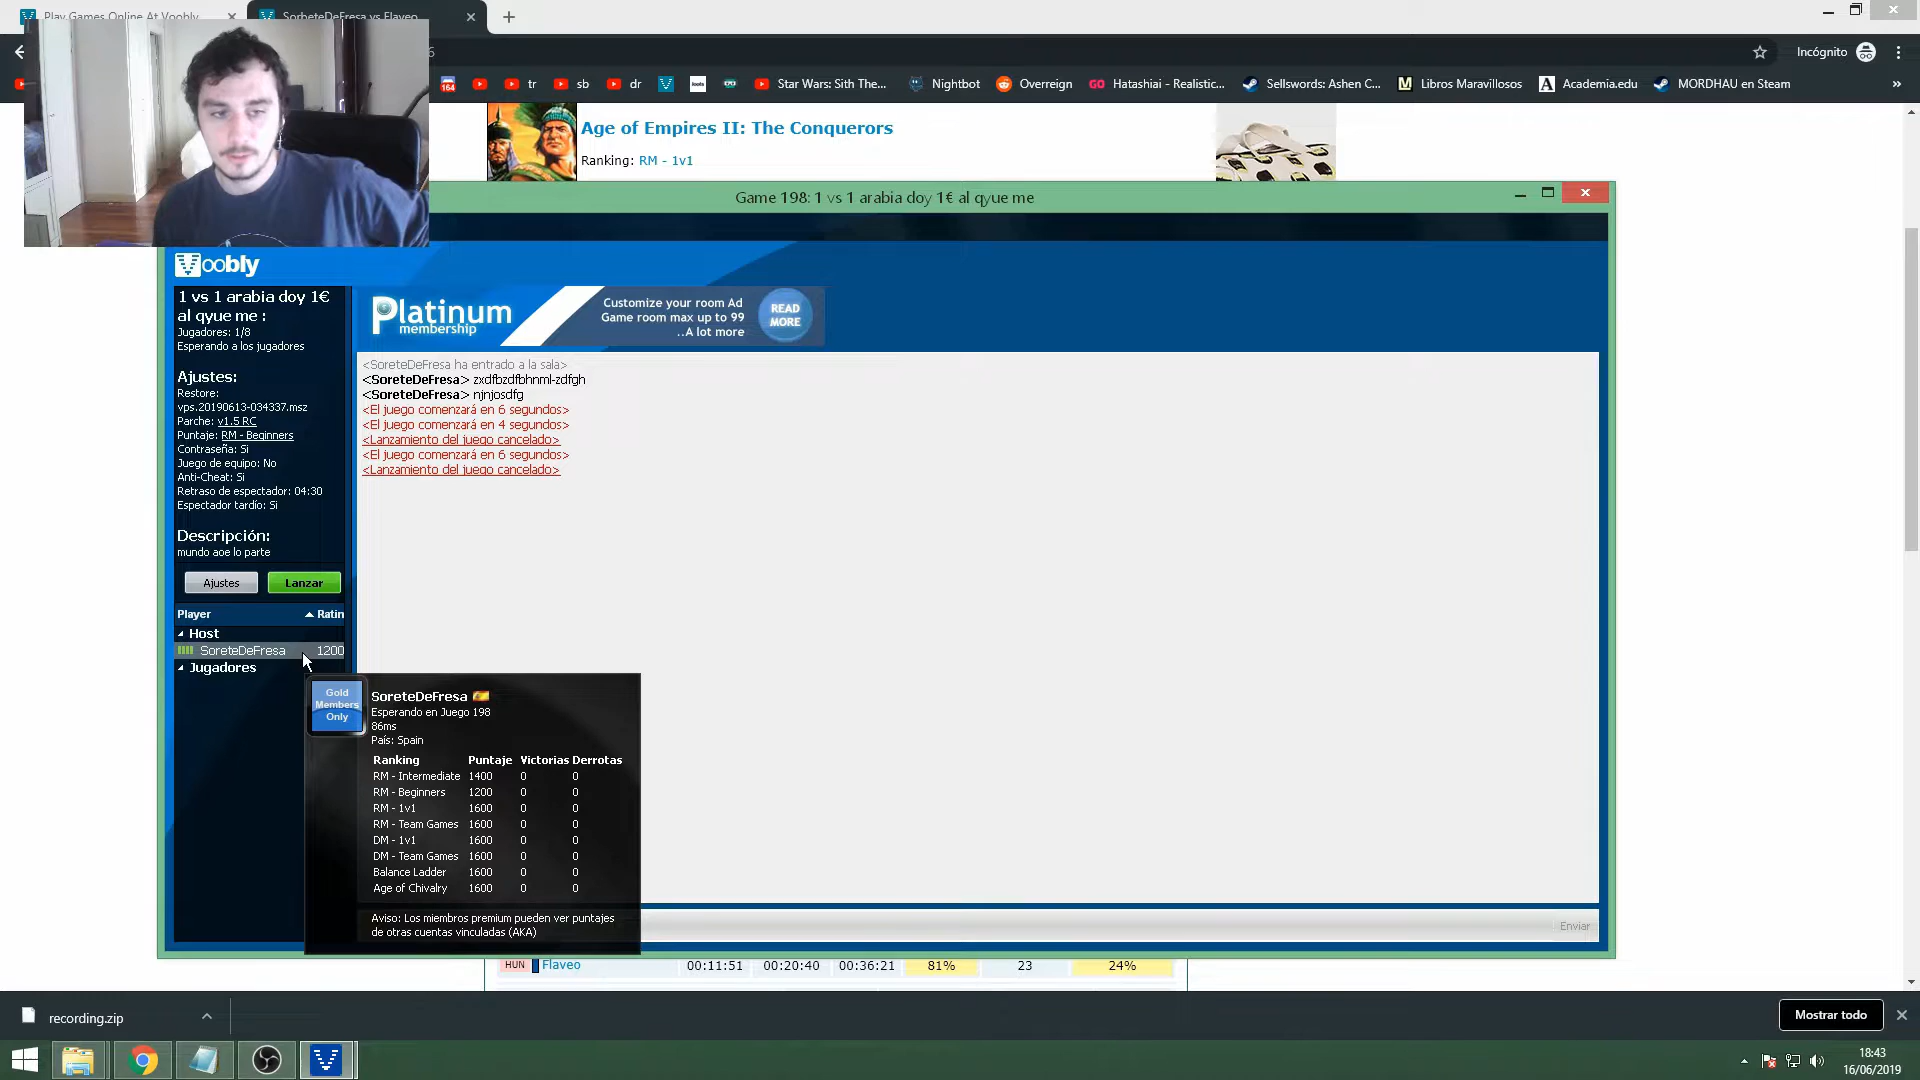 Play Games Online At Voobly
SorbeteDeFresa vs Flaveo
6
Incógnito
164
tr
sb
dr
Star Wars: Sith The...
Nightbot
Overreign
GO Hatashiai - Realistic...
Sellswords: Ashen C...
Libros Maravillosos
Academia.edu
MORDHAU en Steam
Age of Empires II: The Conquerors
Ranking: RM - 1v1
Game 198: 1 vs 1 arabia doy 1€ al qyue me
Voobly
1 vs 1 arabia doy 1€
al qyue me :
Jugadores: 1/8
Esperando a los jugadores
Ajustes:
Restore:
vps.20190613-034337.msz
Parche: v1.5 RC
Puntaje: RM - Beginners
Contraseña: Si
Juego de equipo: No
Anti-Cheat: Si
Retraso de espectador: 04:30
Espectador tardío: Si
Descripción:
mundo aoe lo parte
Ajustes
Lanzar
Player
Ratin
Host
SoreteDeFresa 1200
Jugadores
Platinum
membership
Customize your room Ad
Game room max up to 99
..A lot more
READ
MORE
<SoreteDeFresa ha entrado a la sala>
<SoreteDeFresa> zxdfbzdfbhnml-zdfgh
<SoreteDeFresa> njnjosdfg
<El juego comenzará en 6 segundos>
<El juego comenzará en 4 segundos>
<Lanzamiento del juego cancelado>
<El juego comenzará en 6 segundos>
<Lanzamiento del juego cancelado>
Gold
Members
Only
SoreteDeFresa
Esperando en Juego 198
86ms
País: Spain
Ranking Puntaje Victorias Derrotas
RM - Intermediate 1400 0 0
RM - Beginners 1200 0 0
RM - 1v1 1600 0 0
RM - Team Games 1600 0 0
DM - 1v1 1600 0 0
DM - Team Games 1600 0 0
Balance Ladder 1600 0 0
Age of Chivalry 1600 0 0
Aviso: Los miembros premium pueden ver puntajes
de otras cuentas vinculadas (AKA)
Enviar
HUN Flaveo 00:11:51 00:20:40 00:36:21 81% 23 24%
recording.zip
Mostrar todo
18:43
16/06/2019